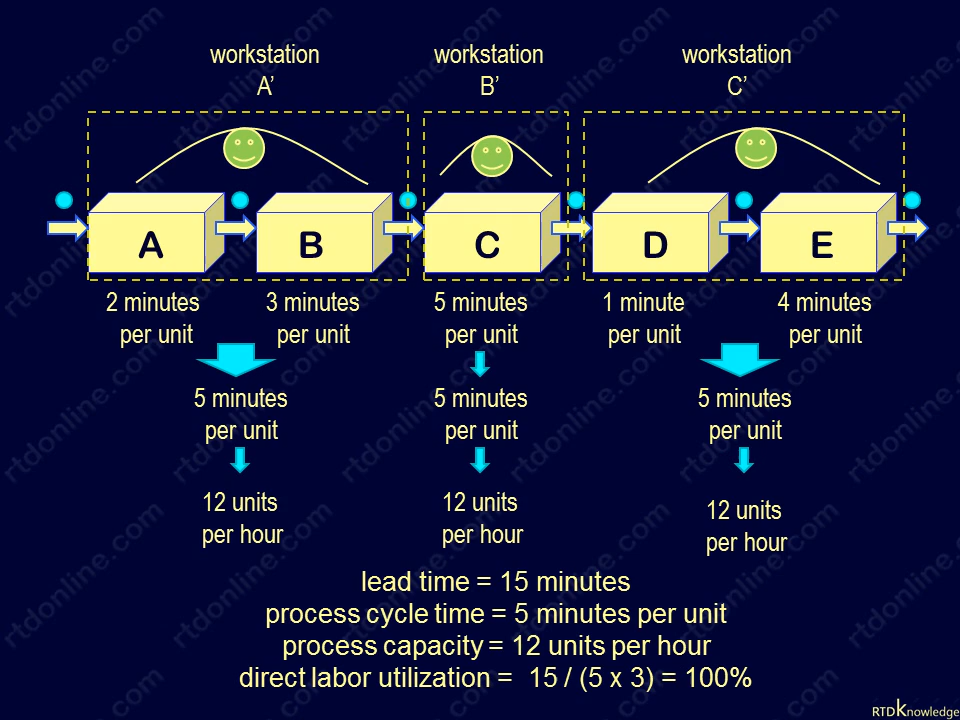 workstation workstation workstation
A’ B’ C’
A B C D E
2 minutes 3 minutes 5 minutes 1 minute 4 minutes
per unit per unit per unit per unit per unit
5 minutes 5 minutes 5 minutes
per unit per unit per unit
12 units 12 units 12 units
per hour per hour per hour
lead time = 15 minutes
process cycle time = 5 minutes per unit
process capacity = 12 units per hour
direct labor utilization = 15 / (5 x 3) = 100%
RTDKnowledge
rtdonline.com